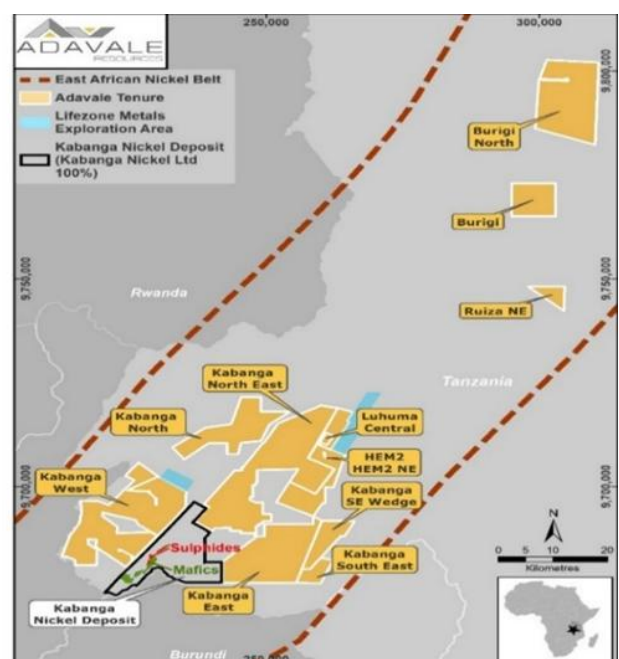 ADAVALE
RESOURCES
East African Nickel Belt
Adavale Tenure
Lifezone Metals
Exploration Area
Kabanga Nickel Deposit
(Kabanga Nickel Ltd
100%)
250,000
300,000
9,800,000
Burigi
North
Burigi
9,750,000
9,750,000
Ruiza NE
Rwanda
Tanzania
Kabanga
North East
Kabanga
North
Luhuma
Central
HEM2
HEM2 NE
Kabanga
West
Kabanga
SE Wedge
9,700,000
9,700,000
Sulphides
Mafics
Kabanga
South East
Kabanga
East
Kabanga
Nickel Deposit
Burundi
250,000
N
0
10
20
Kilometres